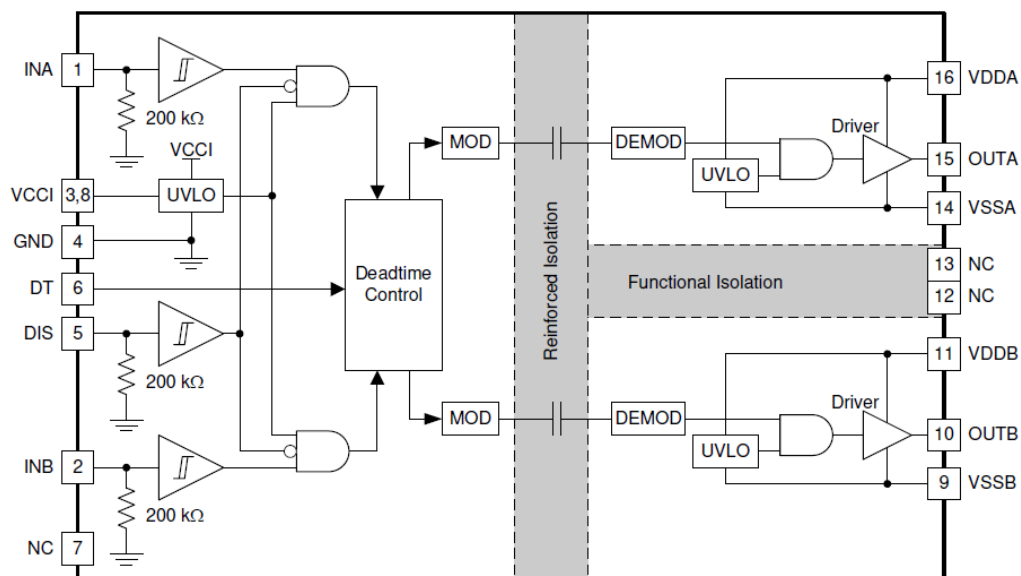 INA 1
200 kΩ
VCCI
VCCI 3,8 UVLO
GND 4
DT 6
DIS 5
200 kΩ
INB 2
200 kΩ
NC 7
Deadtime
Control
MOD
MOD
Reinforced Isolation
Functional Isolation
DEMOD
UVLO
Driver
16 VDDA
15 OUTA
14 VSSA
13 NC
12 NC
11 VDDB
DEMOD
UVLO
Driver
10 OUTB
9 VSSB